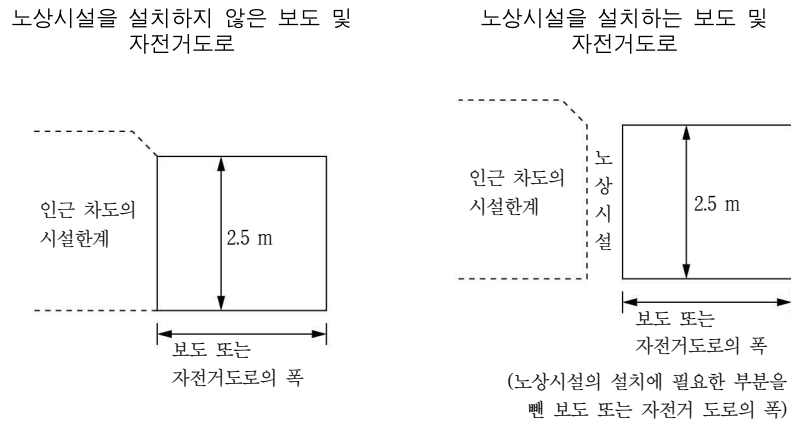 노상시설을 설치하지 않은 보도 및
자전거도로
인근 차도의
시설한계
2.5 m
보도 또는
자전거도로의 폭
노상시설을 설치하는 보도 및
자전거도로
인근 차도의
시설한계
노
상
시
설
2.5 m
보도 또는
자전거도로의 폭
(노상시설의 설치에 필요한 부분을
뺀 보도 또는 자전거 도로의 폭)